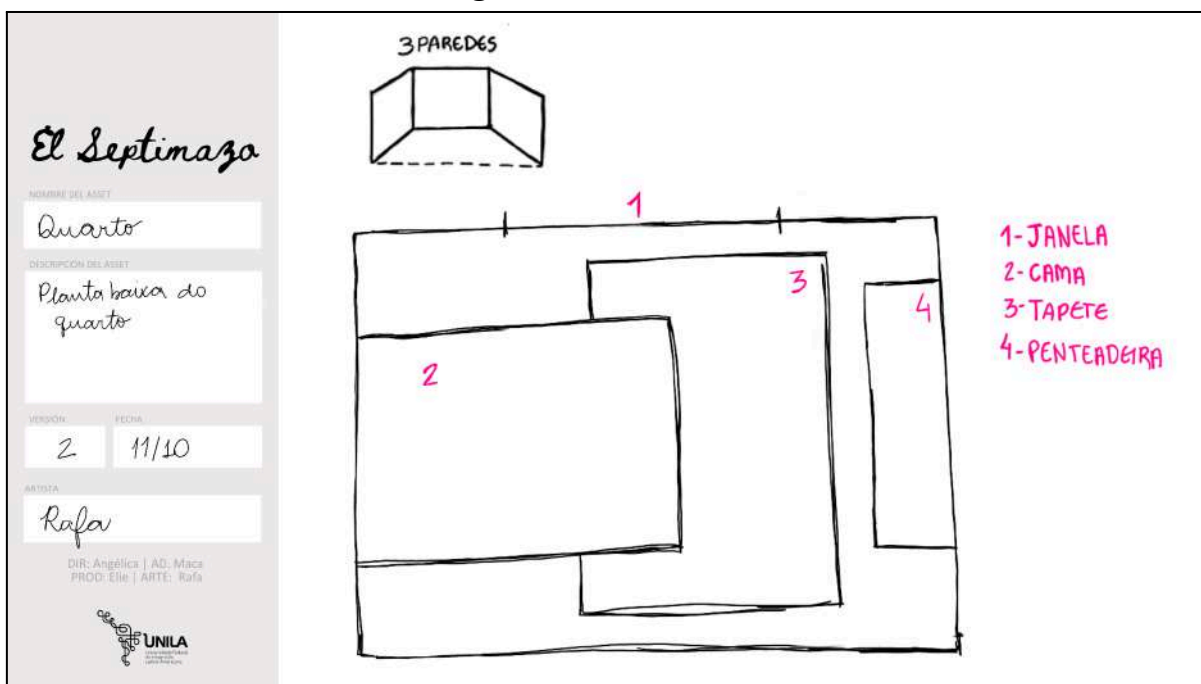 El Septimazo
NOMBRE DEL ASSET
Quarto
DESCRIPCIÓN DEL ASSET
Planta baixa do
quarto
VERSIÓN
FECHA
2
11/10
ARTISTA
Rafa
DIR: Angélica | AD. Maca
PROD: Elie | ARTE: Rafa
UNILA
3 PAREDES
1
2
3
4
1-JANELA
2-CAMA
3-TAPETE
4-PENTEADEIRA